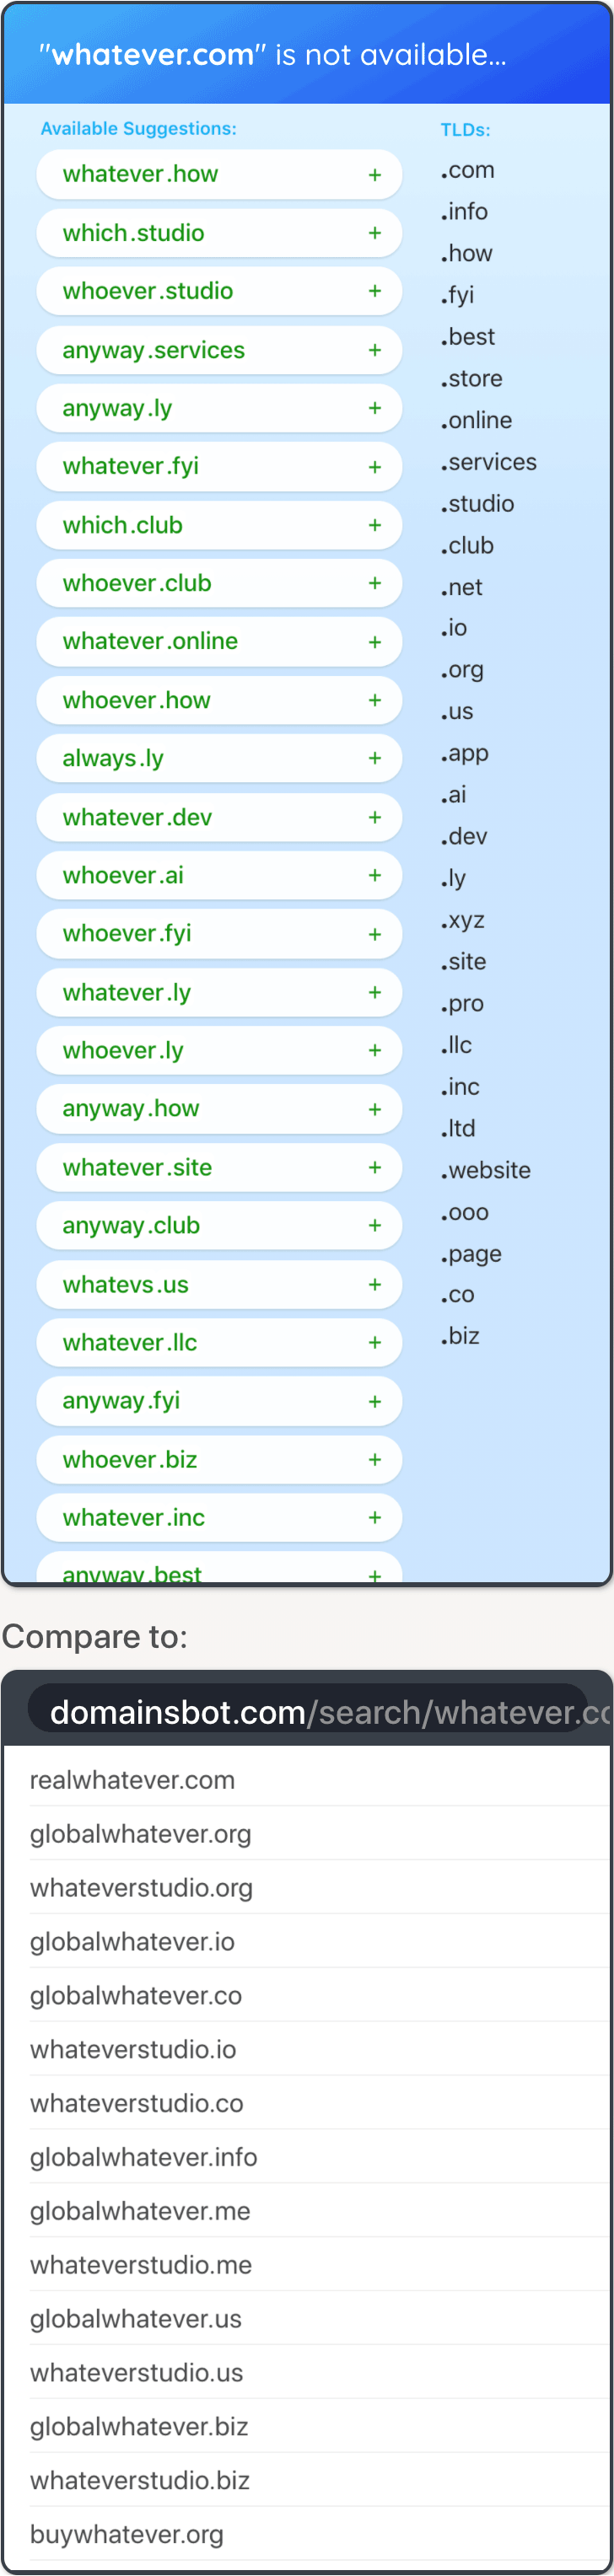 "whatever.com" is not available...
Available Suggestions:
whatever.how +
which.studio +
whoever.studio +
anyway.services +
anyway.ly +
whatever.fyi +
which.club +
whoever.club +
whatever.online +
whoever.how +
always.ly +
whatever.dev +
whoever.ai +
whoever.fyi +
whatever.ly +
whoever.ly +
anyway.how +
whatever.site +
anyway.club +
whatevs.us +
whatever.llc +
anyway.fyi +
whoever.biz +
whatever.inc +
anyway.best +
TLDs:
.com
.info
.how
.fyi
.best
.store
.online
.services
.studio
.club
.net
.io
.org
.us
.app
.ai
.dev
.ly
.xyz
.site
.pro
.llc
.inc
.ltd
.website
.ooo
.page
.co
.biz
Compare to:
domainsbot.com/search/whatever.co
realwhatever.com
globalwhatever.org
whateverstudio.org
globalwhatever.io
globalwhatever.co
whateverstudio.io
whateverstudio.co
globalwhatever.info
globalwhatever.me
whateverstudio.me
globalwhatever.us
whateverstudio.us
globalwhatever.biz
whateverstudio.biz
buywhatever.org